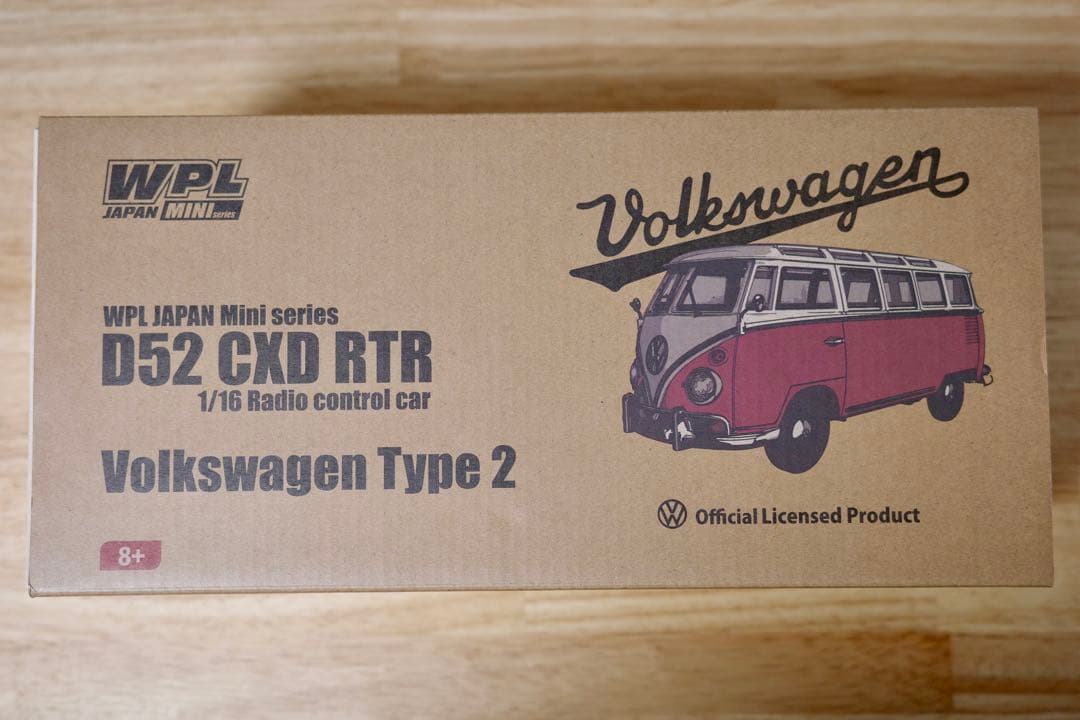 WPL
JAPAN MINI series
Volkswagen
WPL JAPAN Mini series
D52 CXD RTR
1/16 Radio control car
Volkswagen Type 2
Official Licensed Product
8+